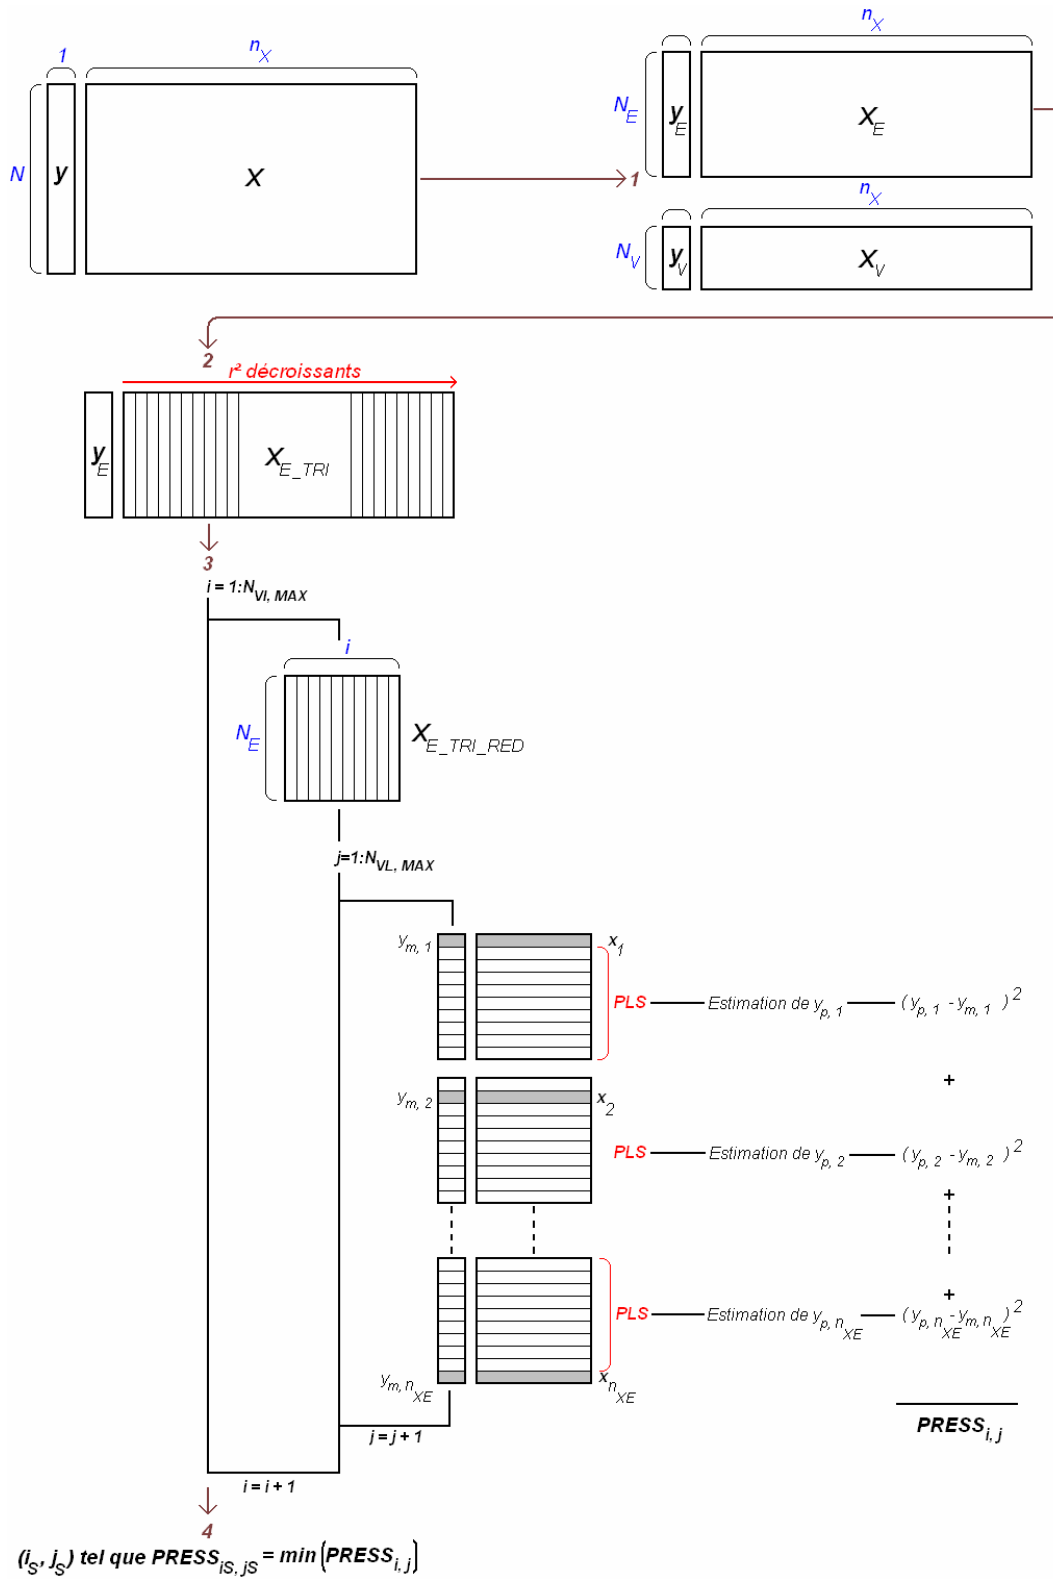 1
n_X
N
y
X
n_X
N_E
y_E
X_E
1
n_X
N_V
y_V
X_V
2
r² décroissants
y_E
X_E_TRI
3
i = 1:N_VI, MAX
i
N_E
X_E_TRI_RED
j=1:N_VL, MAX
y_m, 1
x_1
PLS
Estimation de y_p, 1
(y_p, 1 - y_m, 1)²
+
y_m, 2
x_2
PLS
Estimation de y_p, 2
(y_p, 2 - y_m, 2)²
+
+
PLS
Estimation de y_p, n_XE
(y_p, n_XE - y_m, n_XE)²
y_m, n_XE
x_n_XE
PRESS_i, j
j = j + 1
i = i + 1
4
(i_S, j_S) tel que PRESS_iS, jS = min(PRESS_i, j)